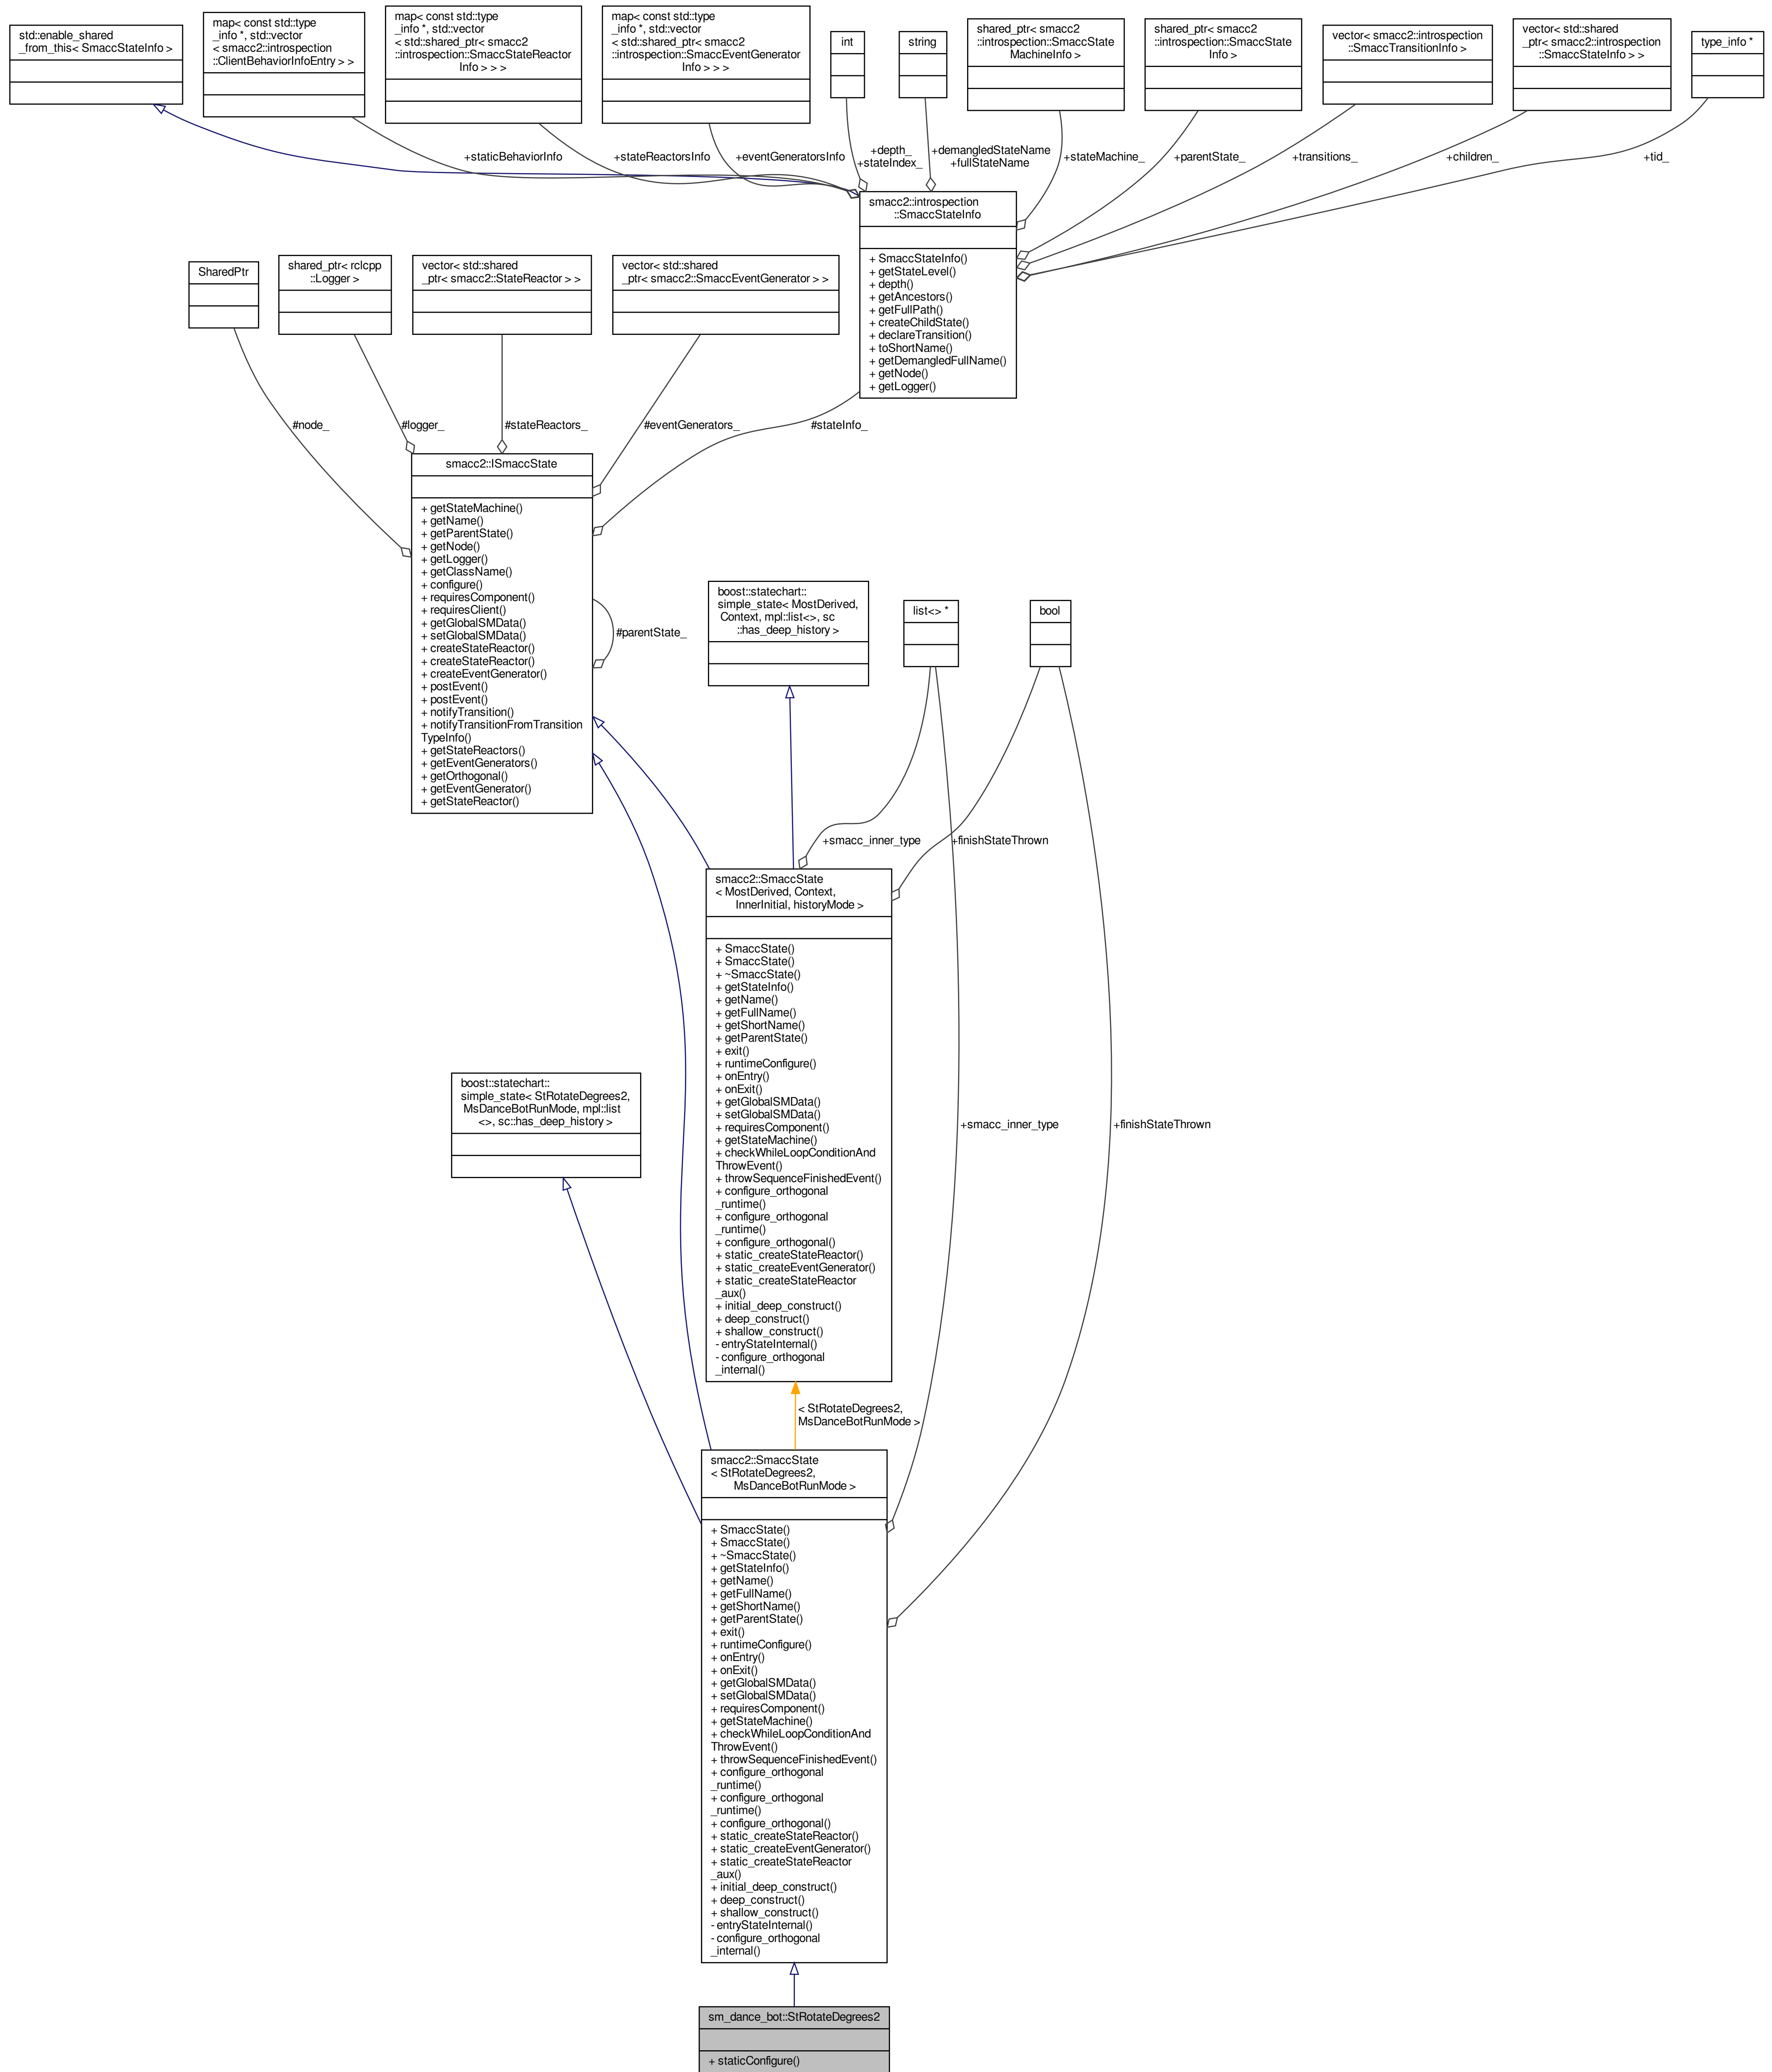 std::enable_shared
_from_this< SmaccStateInfo >
map< const std::type
_info *, std::vector
< smacc2::introspection
::ClientBehaviorInfoEntry > >
map< const std::type
_info *, std::vector
< std::shared_ptr< smacc2
::introspection::SmaccStateReactor
Info > > >
map< const std::type
_info *, std::vector
< std::shared_ptr< smacc2
::introspection::SmaccEventGenerator
Info > > >
int
string
shared_ptr< smacc2
::introspection::SmaccState
MachineInfo >
shared_ptr< smacc2
::introspection::SmaccState
Info >
vector< smacc2::introspection
::SmaccTransitionInfo >
vector< std::shared
_ptr< smacc2::introspection
::SmaccStateInfo > >
type_info *
+staticBehaviorInfo
+stateReactorsInfo
+eventGeneratorsInfo
+depth_
+stateIndex_
+demangledStateName
+fullStateName
+stateMachine_
+parentState_
+transitions_
+children_
+tid_
smacc2::introspection
::SmaccStateInfo
+ SmaccStateInfo()
+ getStateLevel()
+ depth()
+ getAncestors()
+ getFullPath()
+ createChildState()
+ declareTransition()
+ toShortName()
+ getDemangledFullName()
+ getNode()
+ getLogger()
SharedPtr
shared_ptr< rclcpp
::Logger >
vector< std::shared
_ptr< smacc2::StateReactor > >
vector< std::shared
_ptr< smacc2::SmaccEventGenerator > >
#node_
#logger_
#stateReactors_
#eventGenerators_
#stateInfo_
smacc2::ISmaccState
+ getStateMachine()
+ getName()
+ getParentState()
+ getNode()
+ getLogger()
+ getClassName()
+ configure()
+ requiresComponent()
+ requiresClient()
+ getGlobalSMData()
+ setGlobalSMData()
+ createStateReactor()
+ createStateReactor()
+ createEventGenerator()
+ postEvent()
+ postEvent()
+ notifyTransition()
+ notifyTransitionFromTransition
TypeInfo()
+ getStateReactors()
+ getEventGenerators()
+ getOrthogonal()
+ getEventGenerator()
+ getStateReactor()
#parentState_
boost::statechart::
simple_state< MostDerived,
Context, mpl::list<>, sc
::has_deep_history >
list<> *
bool
+smacc_inner_type
+finishStateThrown
smacc2::SmaccState
< MostDerived, Context,
InnerInitial, historyMode >
+ SmaccState()
+ SmaccState()
+ ~SmaccState()
+ getStateInfo()
+ getName()
+ getFullName()
+ getShortName()
+ getParentState()
+ exit()
+ runtimeConfigure()
+ onEntry()
+ onExit()
+ getGlobalSMData()
+ setGlobalSMData()
+ requiresComponent()
+ getStateMachine()
+ checkWhileLoopConditionAnd
ThrowEvent()
+ throwSequenceFinishedEvent()
+ configure_orthogonal
_runtime()
+ configure_orthogonal
_runtime()
+ configure_orthogonal()
+ static_createStateReactor()
+ static_createEventGenerator()
+ static_createStateReactor
_aux()
+ initial_deep_construct()
+ deep_construct()
+ shallow_construct()
- entryStateInternal()
- configure_orthogonal
_internal()
boost::statechart::
simple_state< StRotateDegrees2,
MsDanceBotRunMode, mpl::list
<>, sc::has_deep_history >
+smacc_inner_type
+finishStateThrown
< StRotateDegrees2,
MsDanceBotRunMode >
smacc2::SmaccState
< StRotateDegrees2,
MsDanceBotRunMode >
+ SmaccState()
+ SmaccState()
+ ~SmaccState()
+ getStateInfo()
+ getName()
+ getFullName()
+ getShortName()
+ getParentState()
+ exit()
+ runtimeConfigure()
+ onEntry()
+ onExit()
+ getGlobalSMData()
+ setGlobalSMData()
+ requiresComponent()
+ getStateMachine()
+ checkWhileLoopConditionAnd
ThrowEvent()
+ throwSequenceFinishedEvent()
+ configure_orthogonal
_runtime()
+ configure_orthogonal
_runtime()
+ configure_orthogonal()
+ static_createStateReactor()
+ static_createEventGenerator()
+ static_createStateReactor
_aux()
+ initial_deep_construct()
+ deep_construct()
+ shallow_construct()
- entryStateInternal()
- configure_orthogonal
_internal()
sm_dance_bot::StRotateDegrees2
+ staticConfigure()